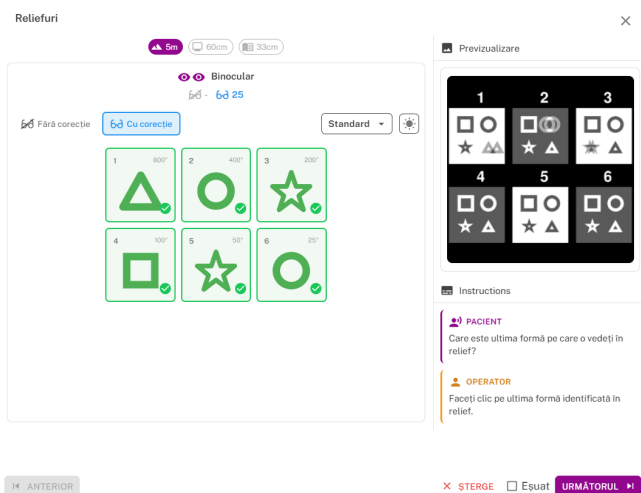 Reliefuri
5m
60cm
33cm
Binocular
- 25
Fără corecție
Cu corecție
Standard
1 800"
2 400"
3 200"
4 100"
5 50"
6 25"
Previzualizare
1 2 3
4 5 6
Instructions
PACIENT
Care este ultima formă pe care o vedeți în
relief?
OPERATOR
Faceți clic pe ultima formă identificată în
relief.
ANTERIOR
ȘTERGE
Eșuat
URMĂTORUL